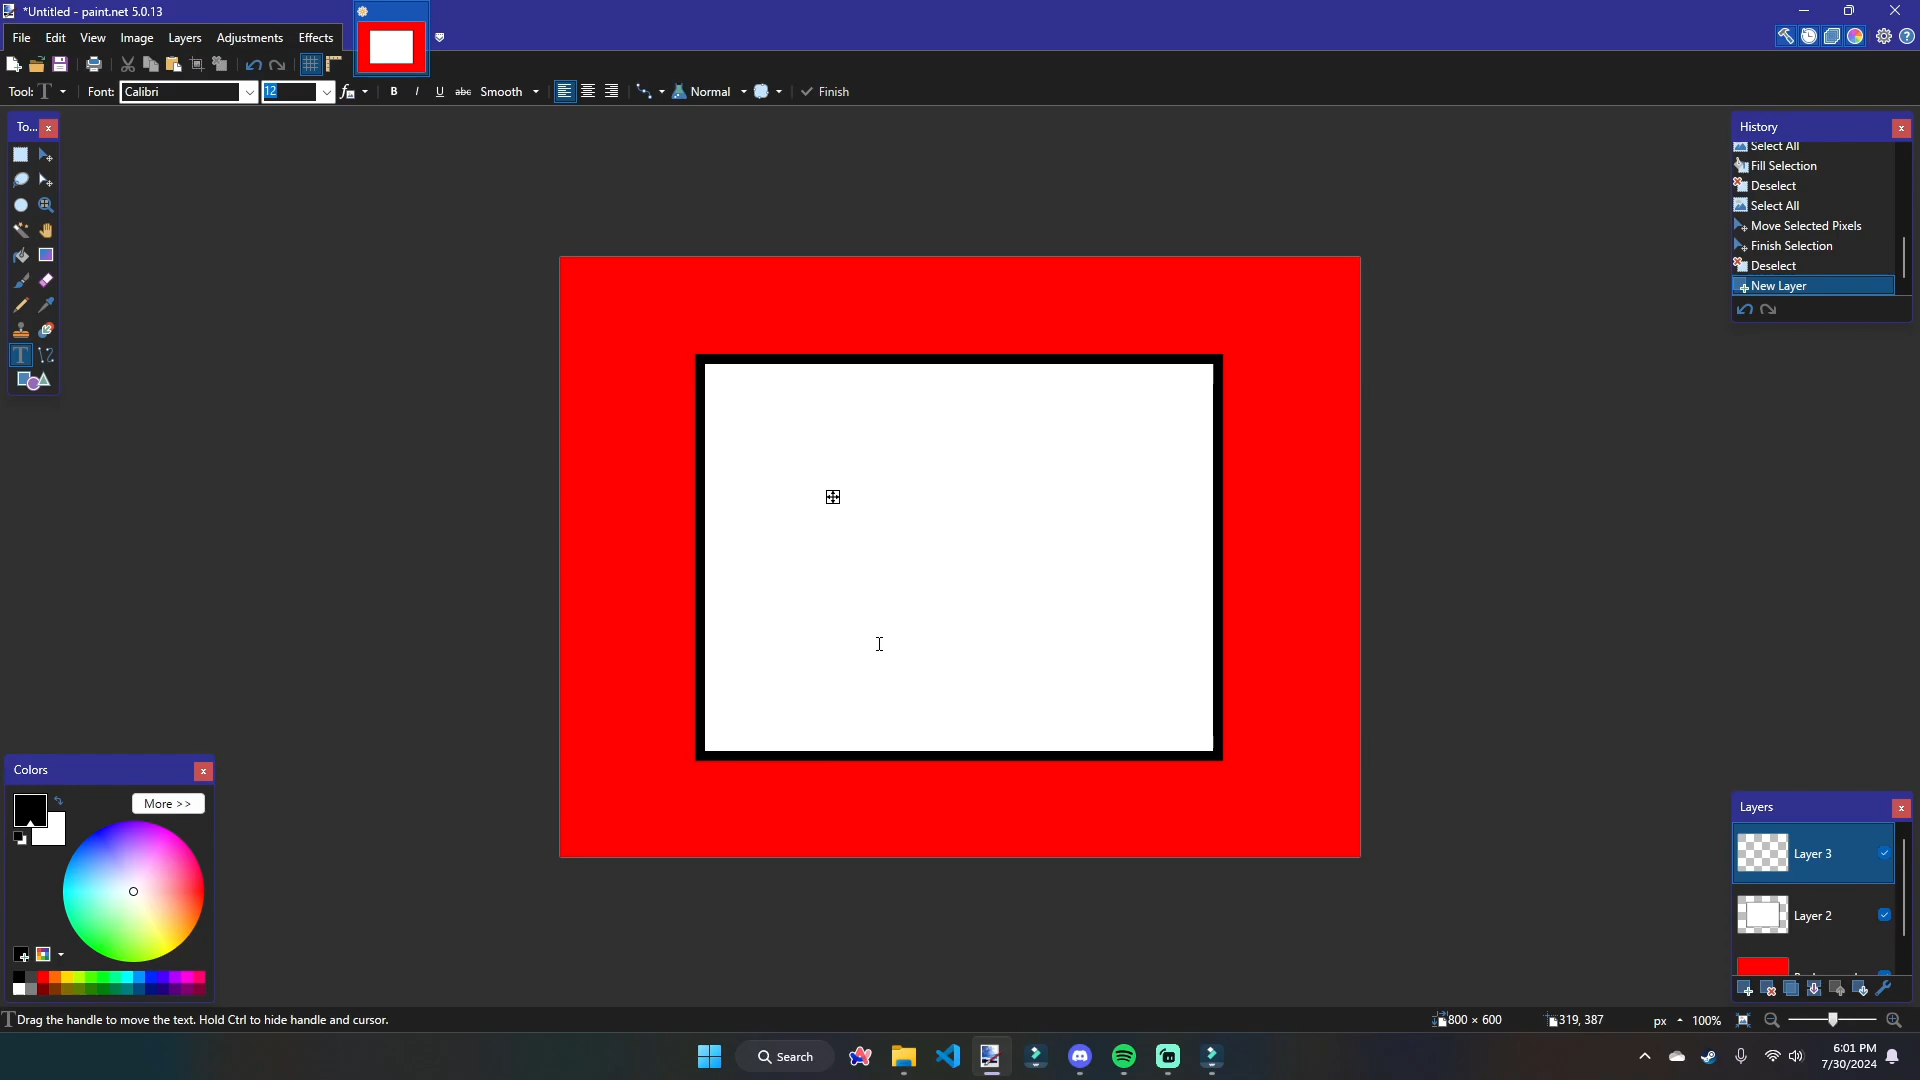 *Untitled - paint.net 5.0.13
File Edit View Image Layers Adjustments Effects
Tool: Font: Calibri 12 B I U abc Smooth Normal Finish
To...
History
Select All
Fill Selection
Deselect
Select All
Move Selected Pixels
Finish Selection
Deselect
New Layer
Colors
More >>
Layers
Layer 3
Layer 2
Drag the handle to move the text. Hold Ctrl to hide handle and cursor.
800 × 600 319, 387 px 100%
Search
6:01 PM
7/30/2024